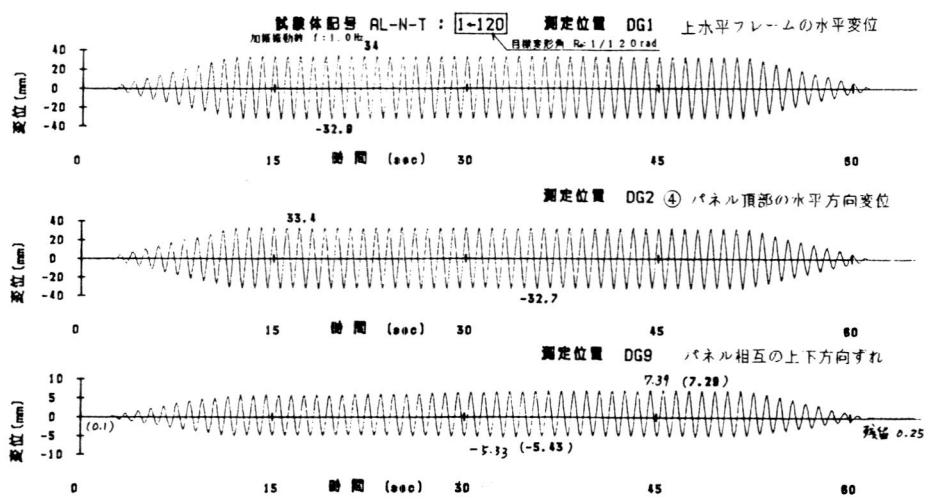 試験体記号 AL-N-T : 1-120 測定位置 DG1 上水平フレームの水平変位
加振振動数 f=1.0Hz 目標変形角 R=1/120rad
34
変位(mm)
40
20
0
-20
-40
-32.8
0 15 30 45 60
時間 (sec)
測定位置 DG2 ④ パネル頂部の水平方向変位
33.4
変位(mm)
40
20
0
-20
-40
-32.7
0 15 30 45 60
時間 (sec)
測定位置 DG9 パネル相互の上下方向ずれ
7.39 (7.29)
変位(mm)
10
5
0
-5
-10
(0.1)
-5.33 (-5.43)
残留 0.25
0 15 30 45 60
時間 (sec)